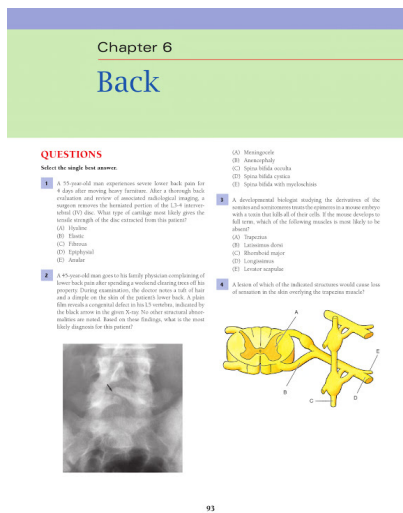 Chapter 6
Back
QUESTIONS
Select the single best answer.
1 A 55-year-old man experiences severe lower back pain for
4 days after moving heavy furniture. After a thorough back
evaluation and review of associated radiological imaging, a
surgeon removes the herniated portion of the L3–4 interver-
tebral (IV) disc. What type of cartilage most likely gives the
tensile strength of the disc extracted from this patient?
(A) Hyaline
(B) Elastic
(C) Fibrous
(D) Epiphysial
(E) Anular
2 A 45-year-old man goes to his family physician complaining of
lower back pain after spending a weekend clearing trees off his
property. During examination, the doctor notes a tuft of hair
and a dimple on the skin of the patient's lower back. A plain
film reveals a congenital defect in his L5 vertebra, indicated by
the black arrow in the given X-ray. No other structural abnor-
malities are noted. Based on these findings, what is the most
likely diagnosis for this patient?
(A) Meningocele
(B) Anencephaly
(C) Spina bifida occulta
(D) Spina bifida cystica
(E) Spina bifida with myeloschisis
3 A developmental biologist studying the derivatives of the
somites and somitomeres treats the epimeres in a mouse embryo
with a toxin that kills all of their cells. If the mouse develops to
full term, which of the following muscles is most likely to be
absent?
(A) Trapezius
(B) Latissimus dorsi
(C) Rhomboid major
(D) Longissimus
(E) Levator scapulae
4 A lesion of which of the indicated structures would cause loss
of sensation in the skin overlying the trapezius muscle?
A
E
B
C
D
93